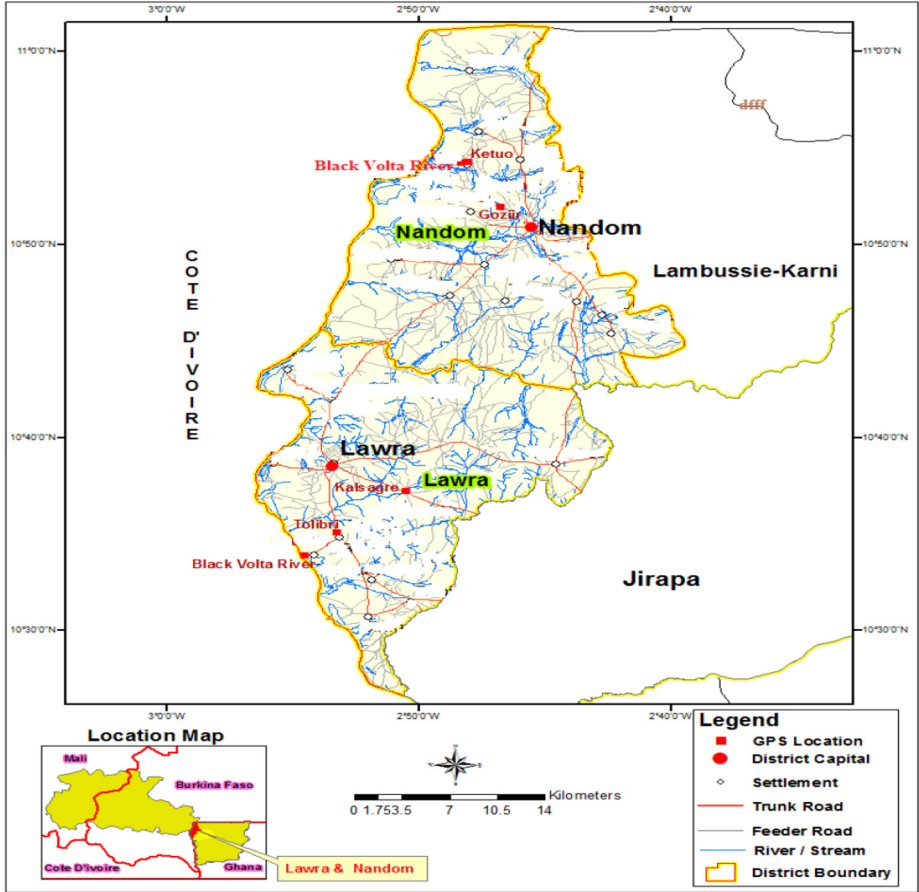 3°0'0"W 2°50'0"W 2°40'0"W
11°0'0"N 11°0'0"N
dfff
Ketuo
Black Volta River
Goziir
Nandom
Nandom
10°50'0"N 10°50'0"N
Lambussie-Karni
COTE D'IVOIRE
10°40'0"N 10°40'0"N
Lawra
Lawra
Kalsagre
Tolibri
Black Volta River
Jirapa
10°30'0"N 10°30'0"N
3°0'0"W 2°50'0"W 2°40'0"W
Location Map
Mali
Burkina Faso
Cote D'ivoire
Ghana
Lawra & Nandom
Kilometers
0 1.753.5 7 10.5 14
Legend
GPS Location
District Capital
Settlement
Trunk Road
Feeder Road
River / Stream
District Boundary